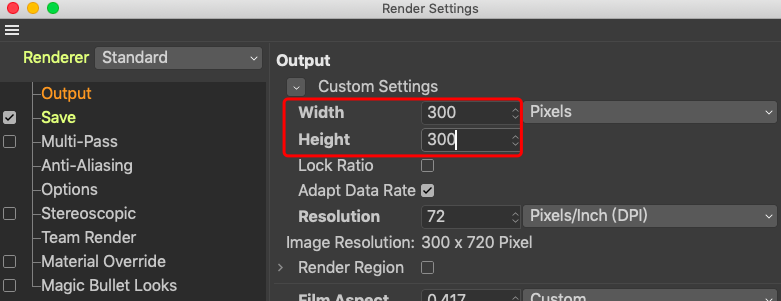 Render Settings
Renderer Standard
Output
Save
Multi-Pass
Anti-Aliasing
Options
Stereoscopic
Team Render
Material Override
Magic Bullet Looks
Output
Custom Settings
Width 300 Pixels
Height 300
Lock Ratio
Adapt Data Rate
Resolution 72 Pixels/Inch (DPI)
Image Resolution: 300 x 720 Pixel
Render Region
Film Aspect 0.417 Custom